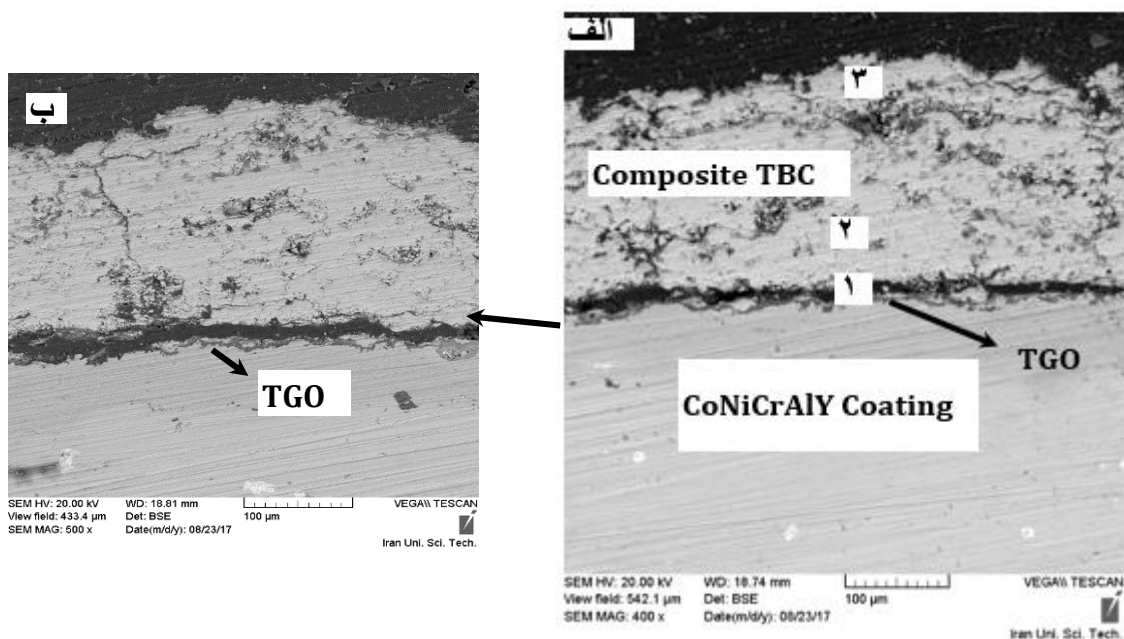 ب
TGO
SEM HV: 20.00 kV WD: 18.81 mm VEGA\\ TESCAN
View field: 433.4 µm Det: BSE 100 µm
SEM MAG: 500 x Date(m/d/y): 08/23/17
Iran Uni. Sci. Tech.
الف
٣
Composite TBC
٢
١
TGO
CoNiCrAlY Coating
SEM HV: 20.00 kV WD: 18.74 mm VEGA\\ TESCAN
View field: 542.1 µm Det: BSE 100 µm
SEM MAG: 400 x Date(m/d/y): 08/23/17
Iran Uni. Sci. Tech.